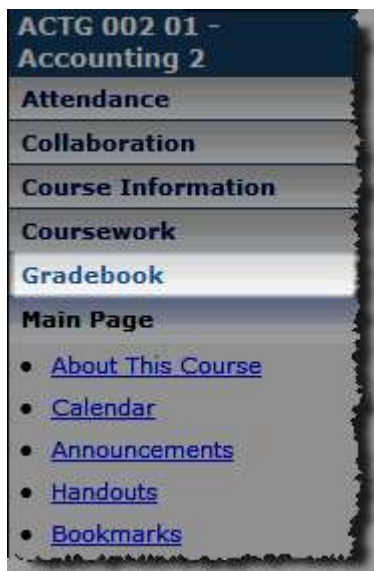 ACTG 002 01 -
Accounting 2
Attendance
Collaboration
Course Information
Coursework
Gradebook
Main Page
About This Course
Calendar
Announcements
Handouts
Bookmarks